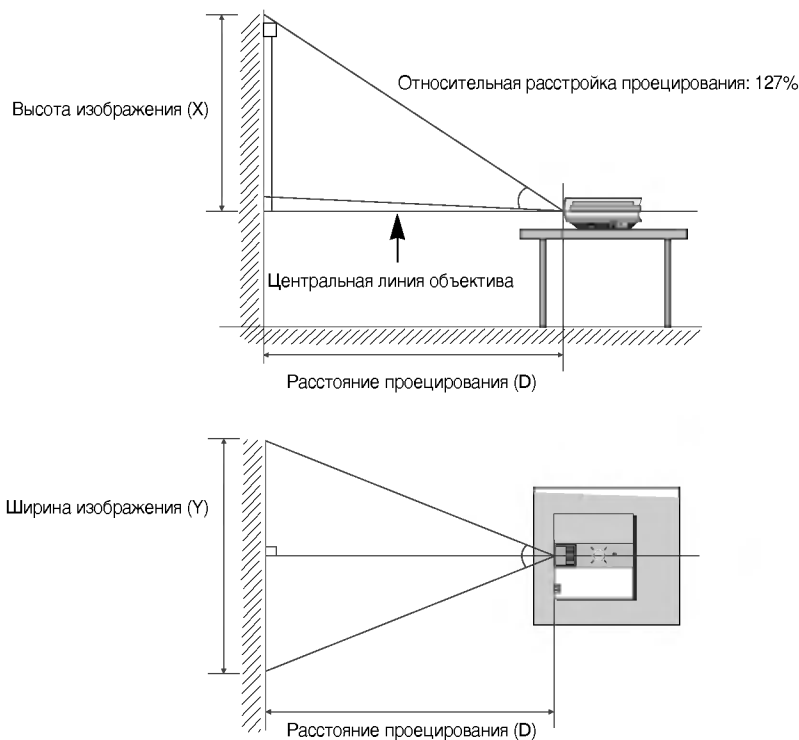 Относительная расстройка проецирования: 127%
Высота изображения (X)
Центральная линия объектива
Расстояние проецирования (D)
Ширина изображения (Y)
Расстояние проецирования (D)